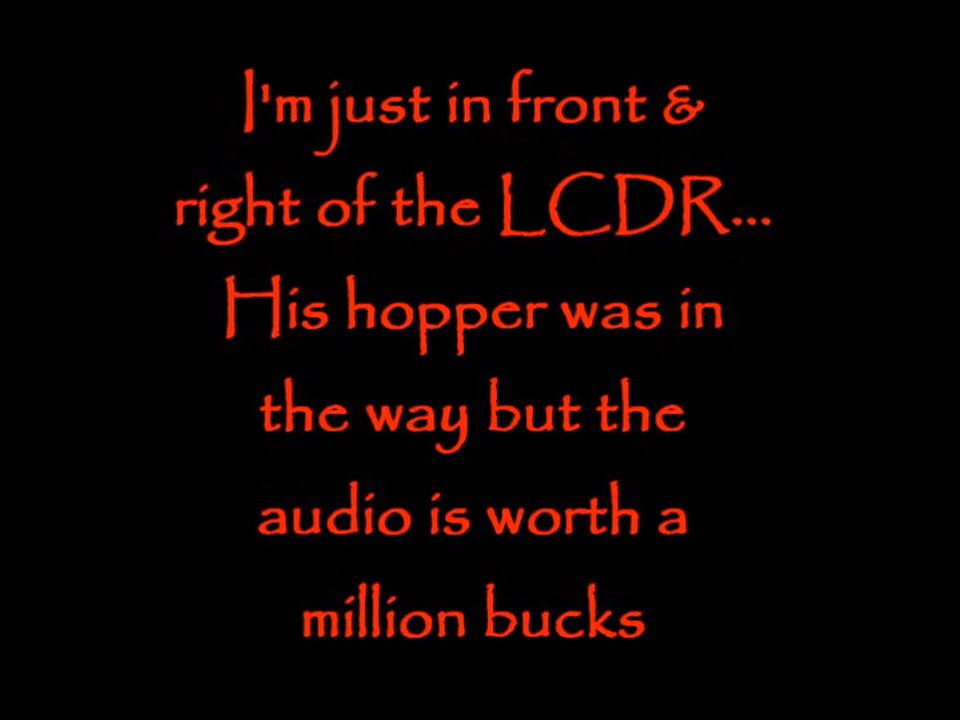 I'm just in front &
right of the LCDR...
His hopper was in
the way but the
audio is worth a
million bucks